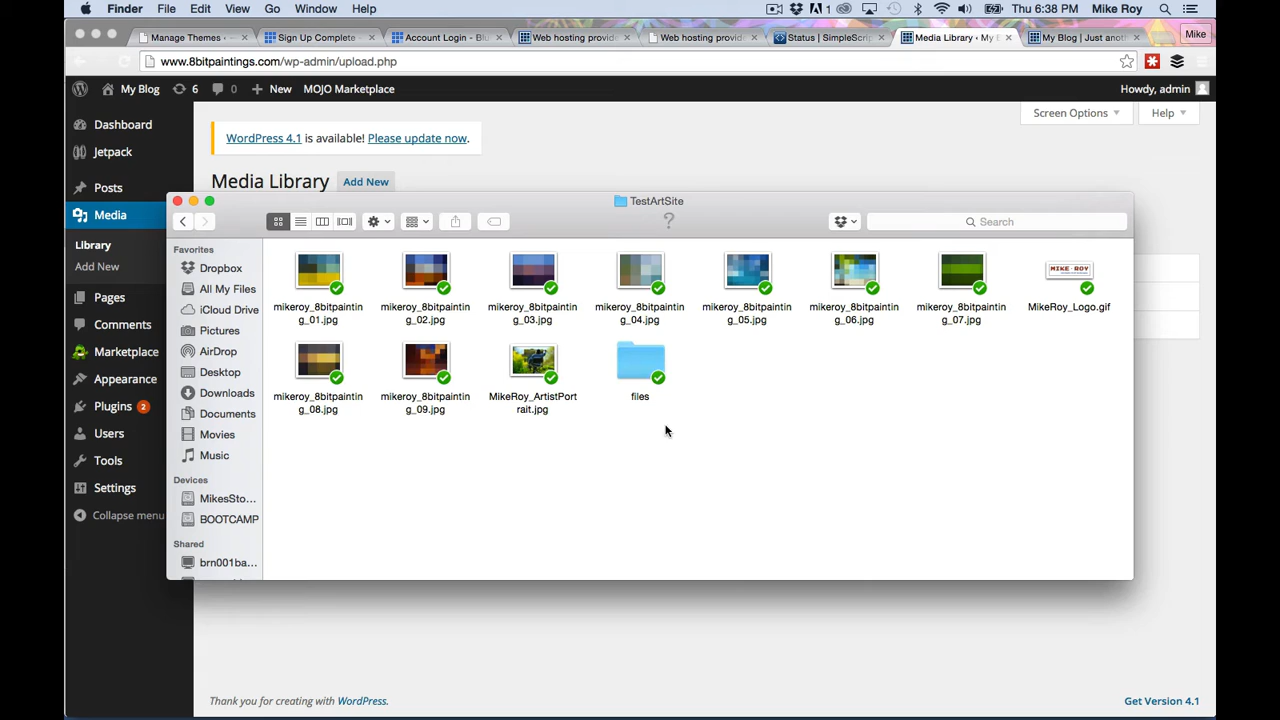 Finder File Edit View Go Window Help 1 Thu 6:38 PM Mike Roy
Manage Themes ‹ Sign Up Complete – Account Login - Blu Web hosting provide Web hosting provide Status | SimpleScrip Media Library ‹ My B My Blog | Just anoth Mike
www.8bitpaintings.com/wp-admin/upload.php
My Blog 6 0 New MOJO Marketplace Howdy, admin
Screen Options Help
Dashboard
Jetpack
Posts
Media
Library
Add New
Pages
Comments
Marketplace
Appearance
Plugins 2
Users
Tools
Settings
Collapse menu
WordPress 4.1 is available! Please update now.
Media Library Add New
TestArtSite
? Search
Favorites
Dropbox
All My Files
iCloud Drive
Pictures
AirDrop
Desktop
Downloads
Documents
Movies
Music
Devices
MikesSto...
BOOTCAMP
Shared
brn001ba...
MIKE ROY
mikeroy_8bitpaintin mikeroy_8bitpaintin mikeroy_8bitpaintin mikeroy_8bitpaintin mikeroy_8bitpaintin mikeroy_8bitpaintin mikeroy_8bitpaintin MikeRoy_Logo.gif
g_01.jpg g_02.jpg g_03.jpg g_04.jpg g_05.jpg g_06.jpg g_07.jpg
mikeroy_8bitpaintin mikeroy_8bitpaintin MikeRoy_ArtistPort files
g_08.jpg g_09.jpg rait.jpg
Thank you for creating with WordPress. Get Version 4.1